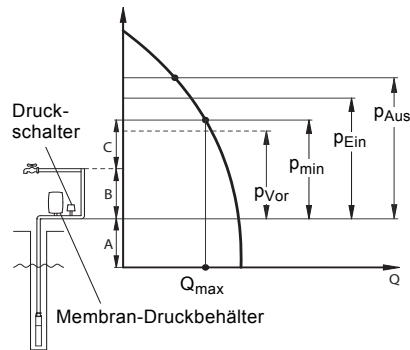 Druck-
schalter
C
B
A
pVor
pmin
pEin
pAus
Qmax
Q
Membran-Druckbehälter